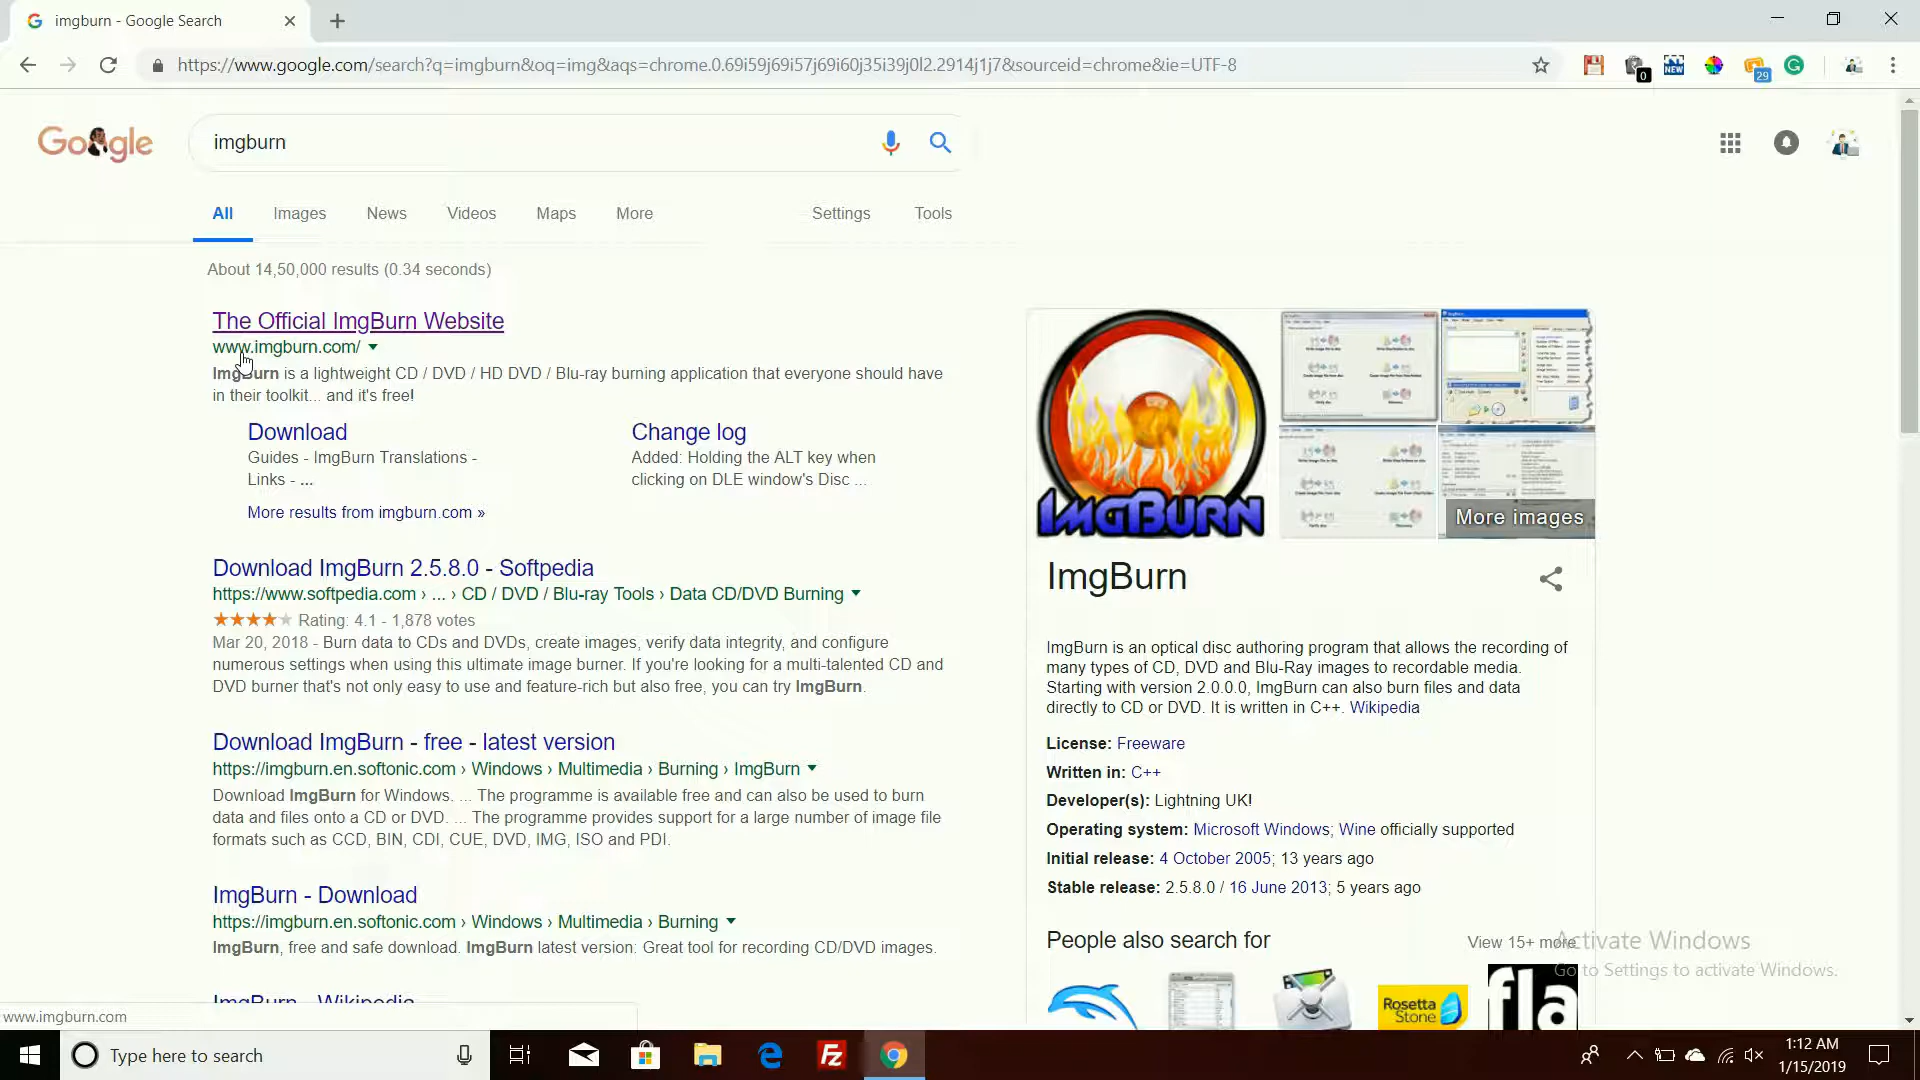 imgburn - Google Search
https://www.google.com/search?q=imgburn&oq=img&aqs=chrome.0.69i59j69i57j69i60j35i39j0l2.2914j1j7&sourceid=chrome&ie=UTF-8
0
NEW
29
Google
imgburn
All Images News Videos Maps More Settings Tools
About 14,50,000 results (0.34 seconds)
The Official ImgBurn Website
www.imgburn.com/
ImgBurn is a lightweight CD / DVD / HD DVD / Blu-ray burning application that everyone should have
in their toolkit... and it's free!
Download
Guides - ImgBurn Translations -
Links - ...
Change log
Added: Holding the ALT key when
clicking on DLE window's Disc ...
More results from imgburn.com »
Download ImgBurn 2.5.8.0 - Softpedia
https://www.softpedia.com › ... › CD / DVD / Blu-ray Tools › Data CD/DVD Burning
Rating: 4.1 - 1,878 votes
Mar 20, 2018 - Burn data to CDs and DVDs, create images, verify data integrity, and configure
numerous settings when using this ultimate image burner. If you're looking for a multi-talented CD and
DVD burner that's not only easy to use and feature-rich but also free, you can try ImgBurn.
Download ImgBurn - free - latest version
https://imgburn.en.softonic.com › Windows › Multimedia › Burning › ImgBurn
Download ImgBurn for Windows. ... The programme is available free and can also be used to burn
data and files onto a CD or DVD. ... The programme provides support for a large number of image file
formats such as CCD, BIN, CDI, CUE, DVD, IMG, ISO and PDI.
ImgBurn - Download
https://imgburn.en.softonic.com › Windows › Multimedia › Burning
ImgBurn, free and safe download. ImgBurn latest version: Great tool for recording CD/DVD images.
ImgBurn - Wikipedia
www.imgburn.com
IMGBURN
More images
ImgBurn
ImgBurn is an optical disc authoring program that allows the recording of
many types of CD, DVD and Blu-Ray images to recordable media.
Starting with version 2.0.0.0, ImgBurn can also burn files and data
directly to CD or DVD. It is written in C++. Wikipedia
License: Freeware
Written in: C++
Developer(s): Lightning UK!
Operating system: Microsoft Windows; Wine officially supported
Initial release: 4 October 2005; 13 years ago
Stable release: 2.5.8.0 / 16 June 2013; 5 years ago
People also search for
View 15+ more
Rosetta
Stone
fla
Activate Windows
Go to Settings to activate Windows.
Type here to search
1:12 AM
1/15/2019